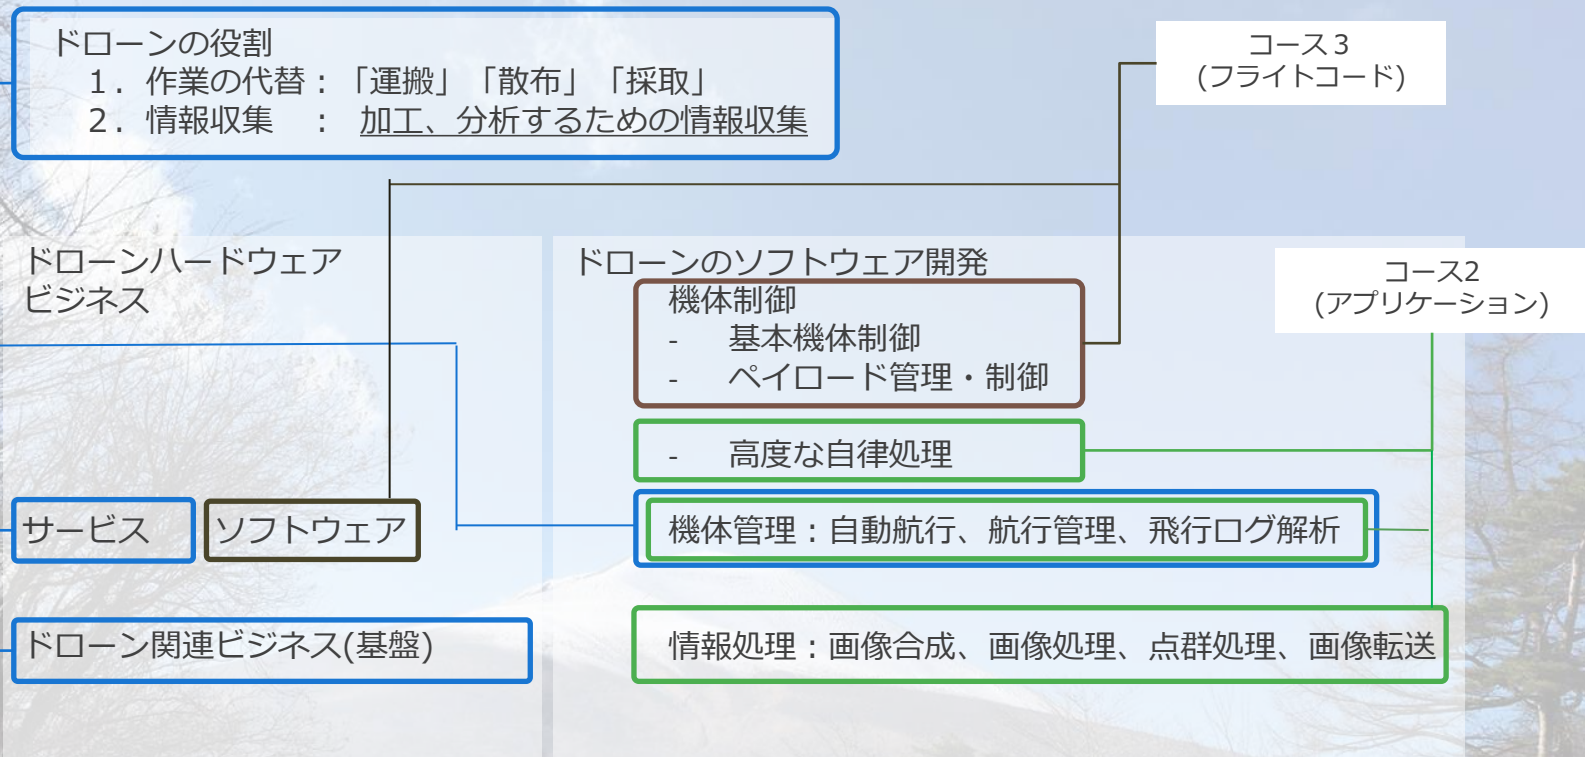 ドローンの役割
1. 作業の代替：「運搬」「散布」「採取」
2. 情報収集　：　加工、分析するための情報収集
コース３
(フライトコード)
ドローンハードウェア
ビジネス
サービス
ソフトウェア
ドローン関連ビジネス(基盤)
ドローンのソフトウェア開発
機体制御
- 基本機体制御
- ペイロード管理・制御
- 高度な自律処理
機体管理：自動航行、航行管理、飛行ログ解析
情報処理：画像合成、画像処理、点群処理、画像転送
コース2
(アプリケーション)